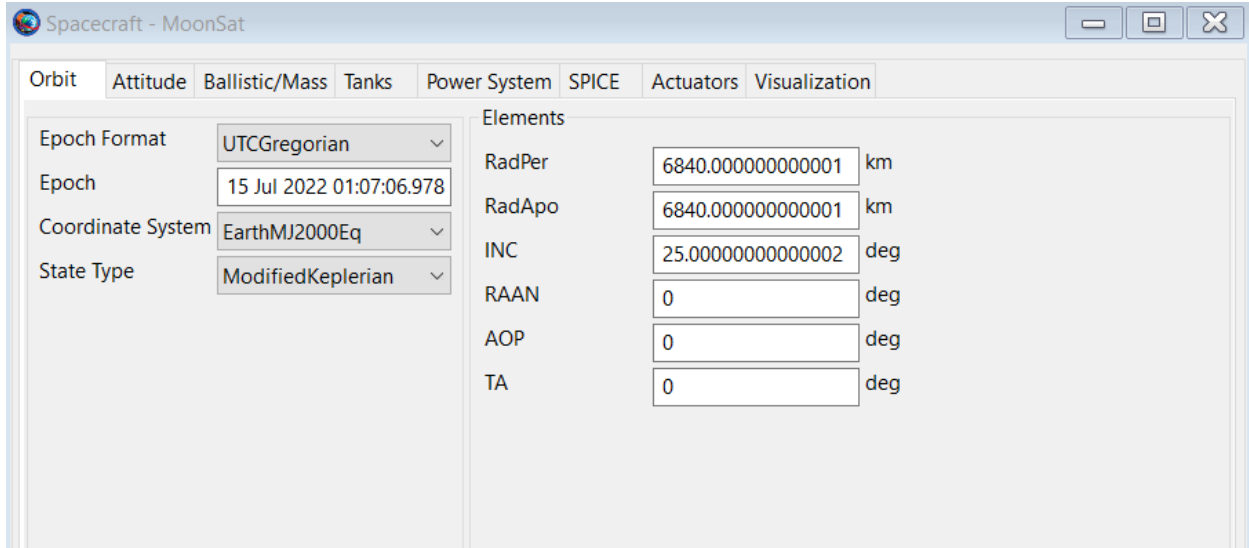 Spacecraft - MoonSat
Orbit Attitude Ballistic/Mass Tanks Power System SPICE Actuators Visualization
Epoch Format UTCGregorian
Epoch 15 Jul 2022 01:07:06.978
Coordinate System EarthMJ2000Eq
State Type ModifiedKeplerian
Elements
RadPer 6840.000000000001 km
RadApo 6840.000000000001 km
INC 25.00000000000002 deg
RAAN 0 deg
AOP 0 deg
TA 0 deg